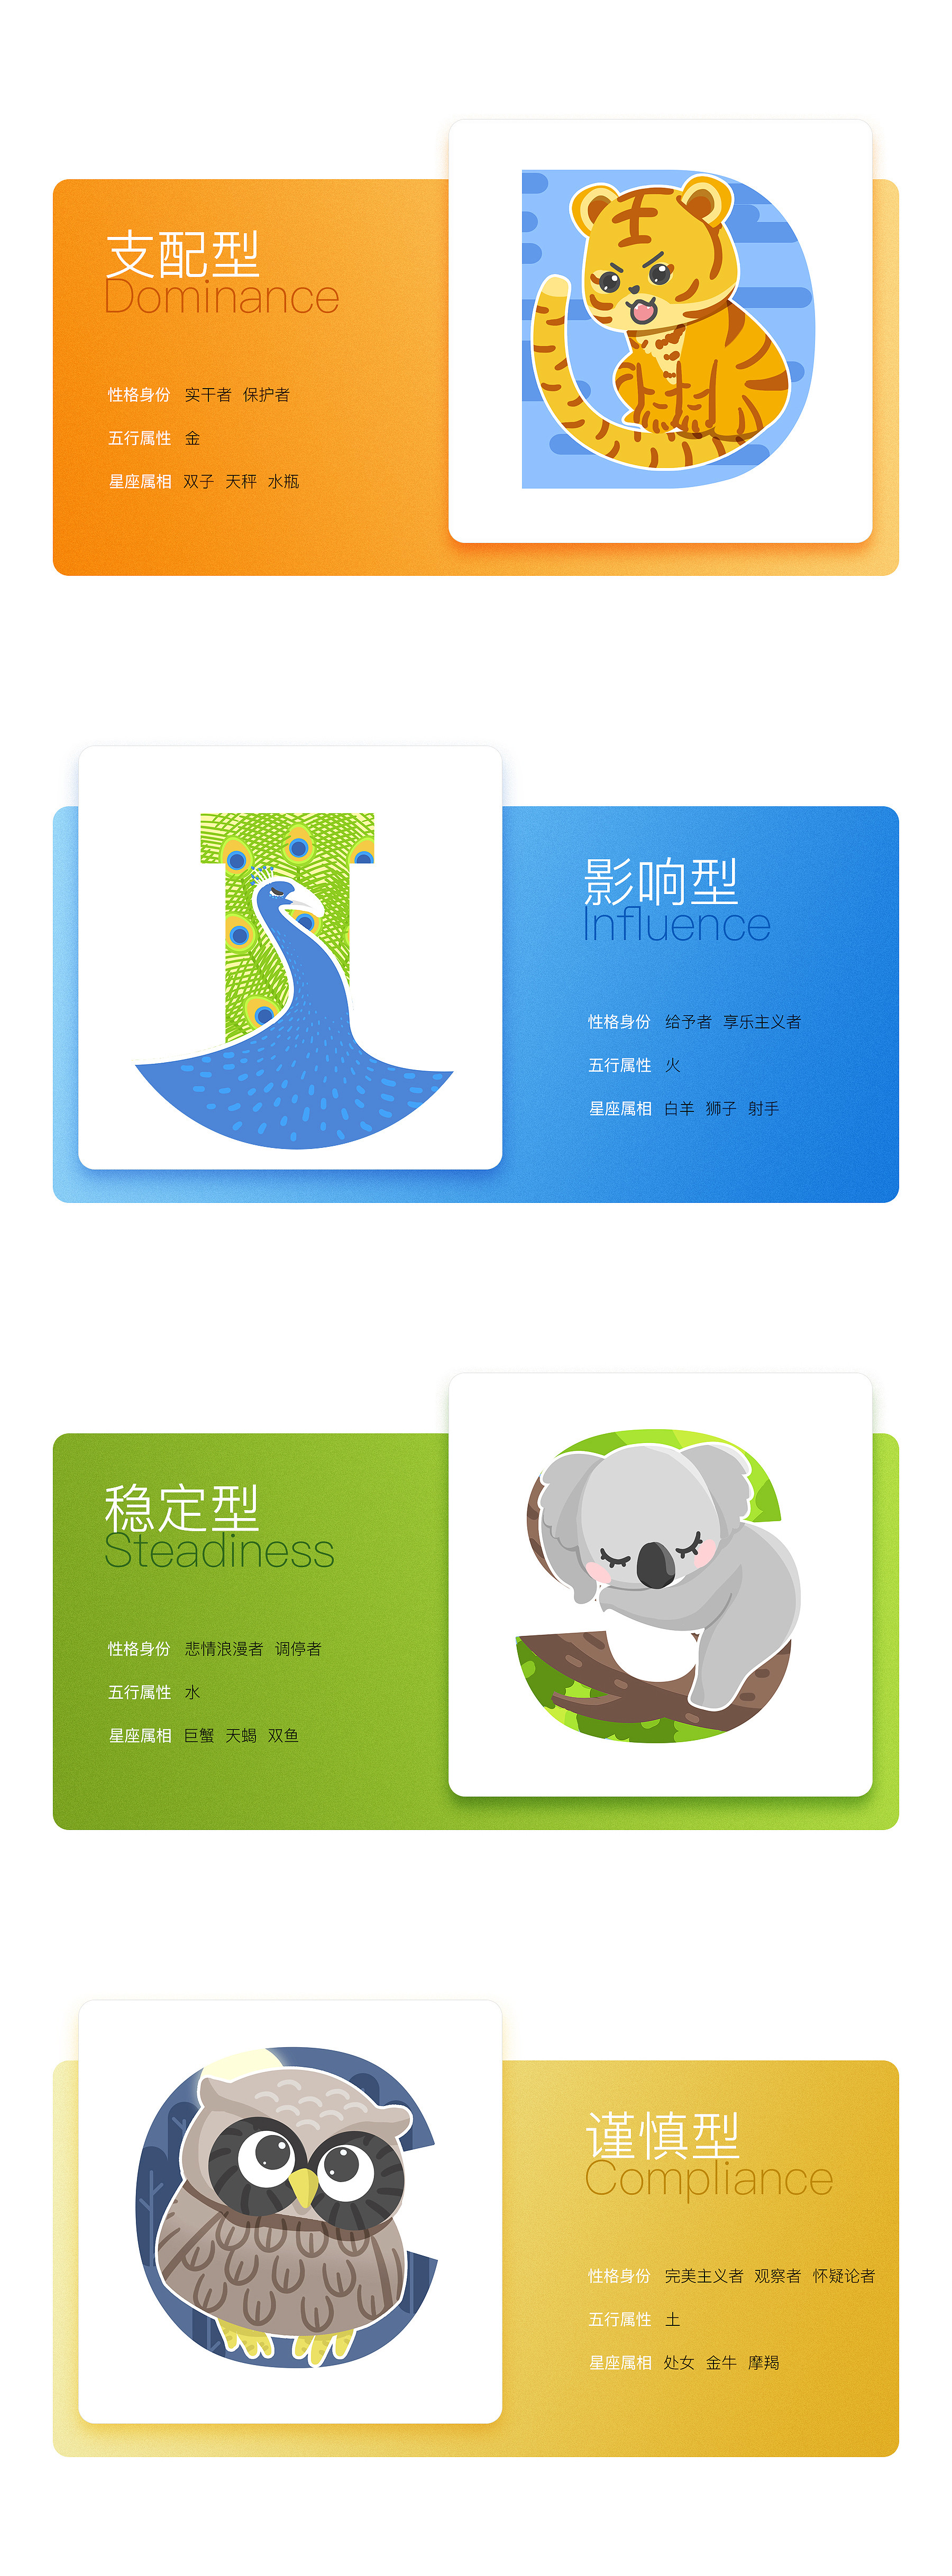 支配型
Dominance
性格身份 实干者 保护者
五行属性 金
星座属相 双子 天秤 水瓶
影响型
Influence
性格身份 给予者 享乐主义者
五行属性 火
星座属相 白羊 狮子 射手
稳定型
Steadiness
性格身份 悲情浪漫者 调停者
五行属性 水
星座属相 巨蟹 天蝎 双鱼
谨慎型
Compliance
性格身份 完美主义者 观察者 怀疑论者
五行属性 土
星座属相 处女 金牛 摩羯